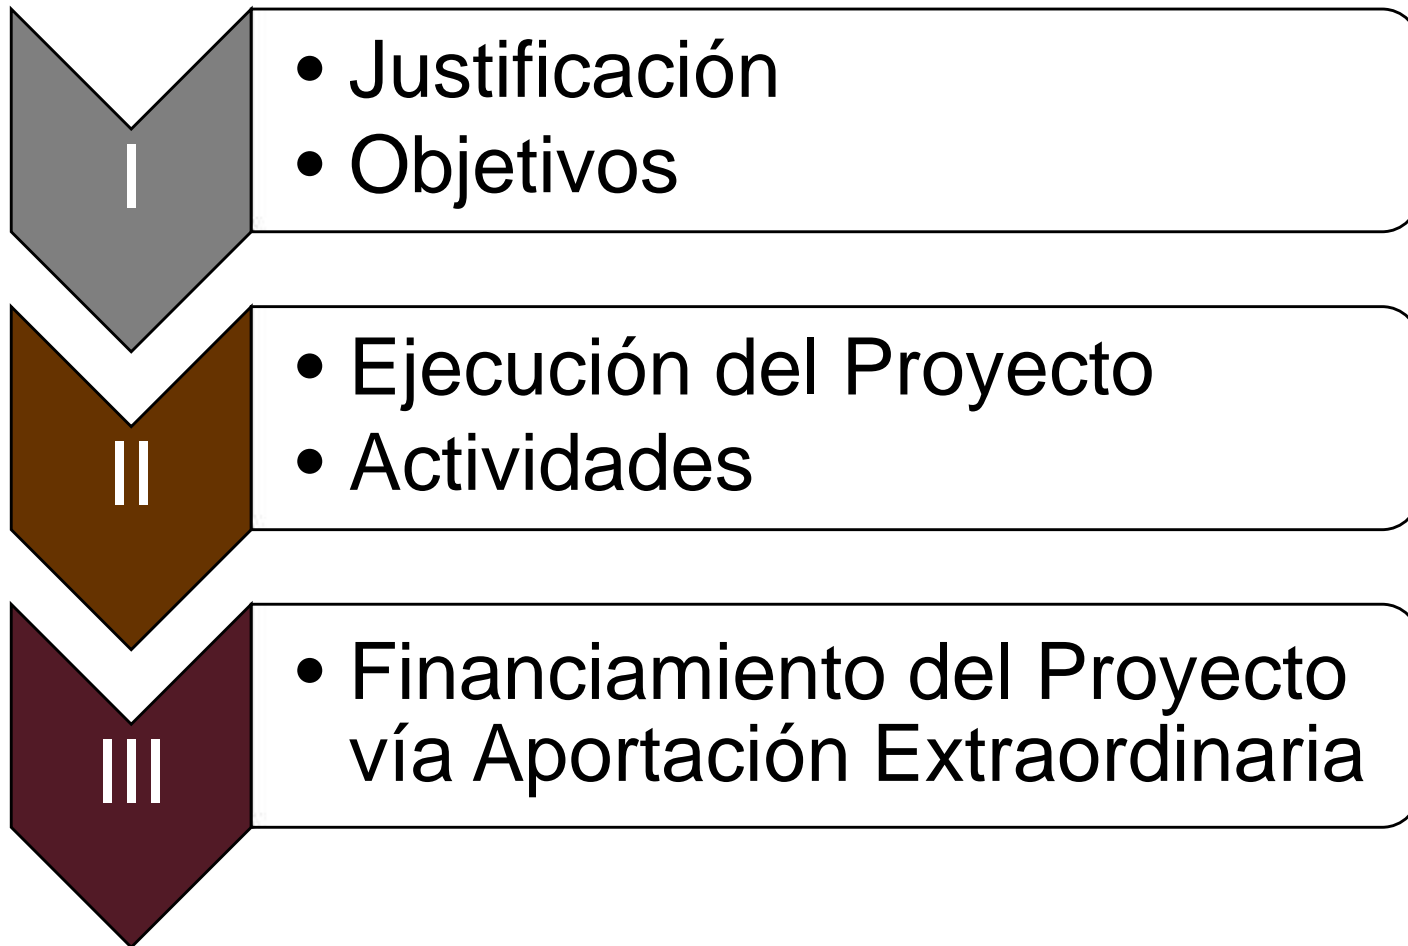 I
• Justificación
• Objetivos
II
• Ejecución del Proyecto
• Actividades
III
• Financiamiento del Proyecto
vía Aportación Extraordinaria